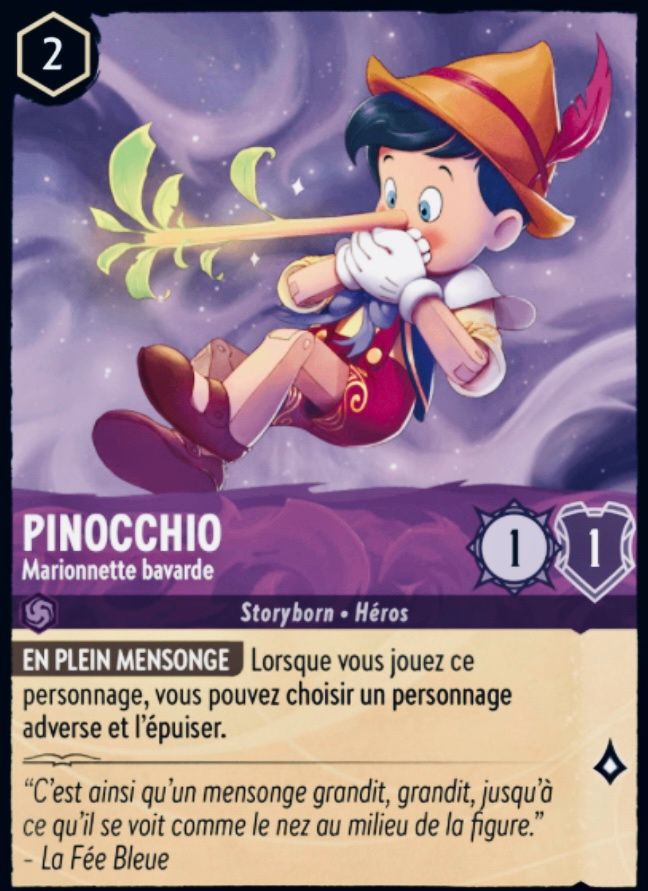 2
PINOCCHIO
Marionnette bavarde
1
1
Storyborn • Héros
EN PLEIN MENSONGE Lorsque vous jouez ce
personnage, vous pouvez choisir un personnage
adverse et l'épuiser.
“C'est ainsi qu'un mensonge grandit, grandit, jusqu'à
ce qu'il se voit comme le nez au milieu de la figure.”
- La Fée Bleue